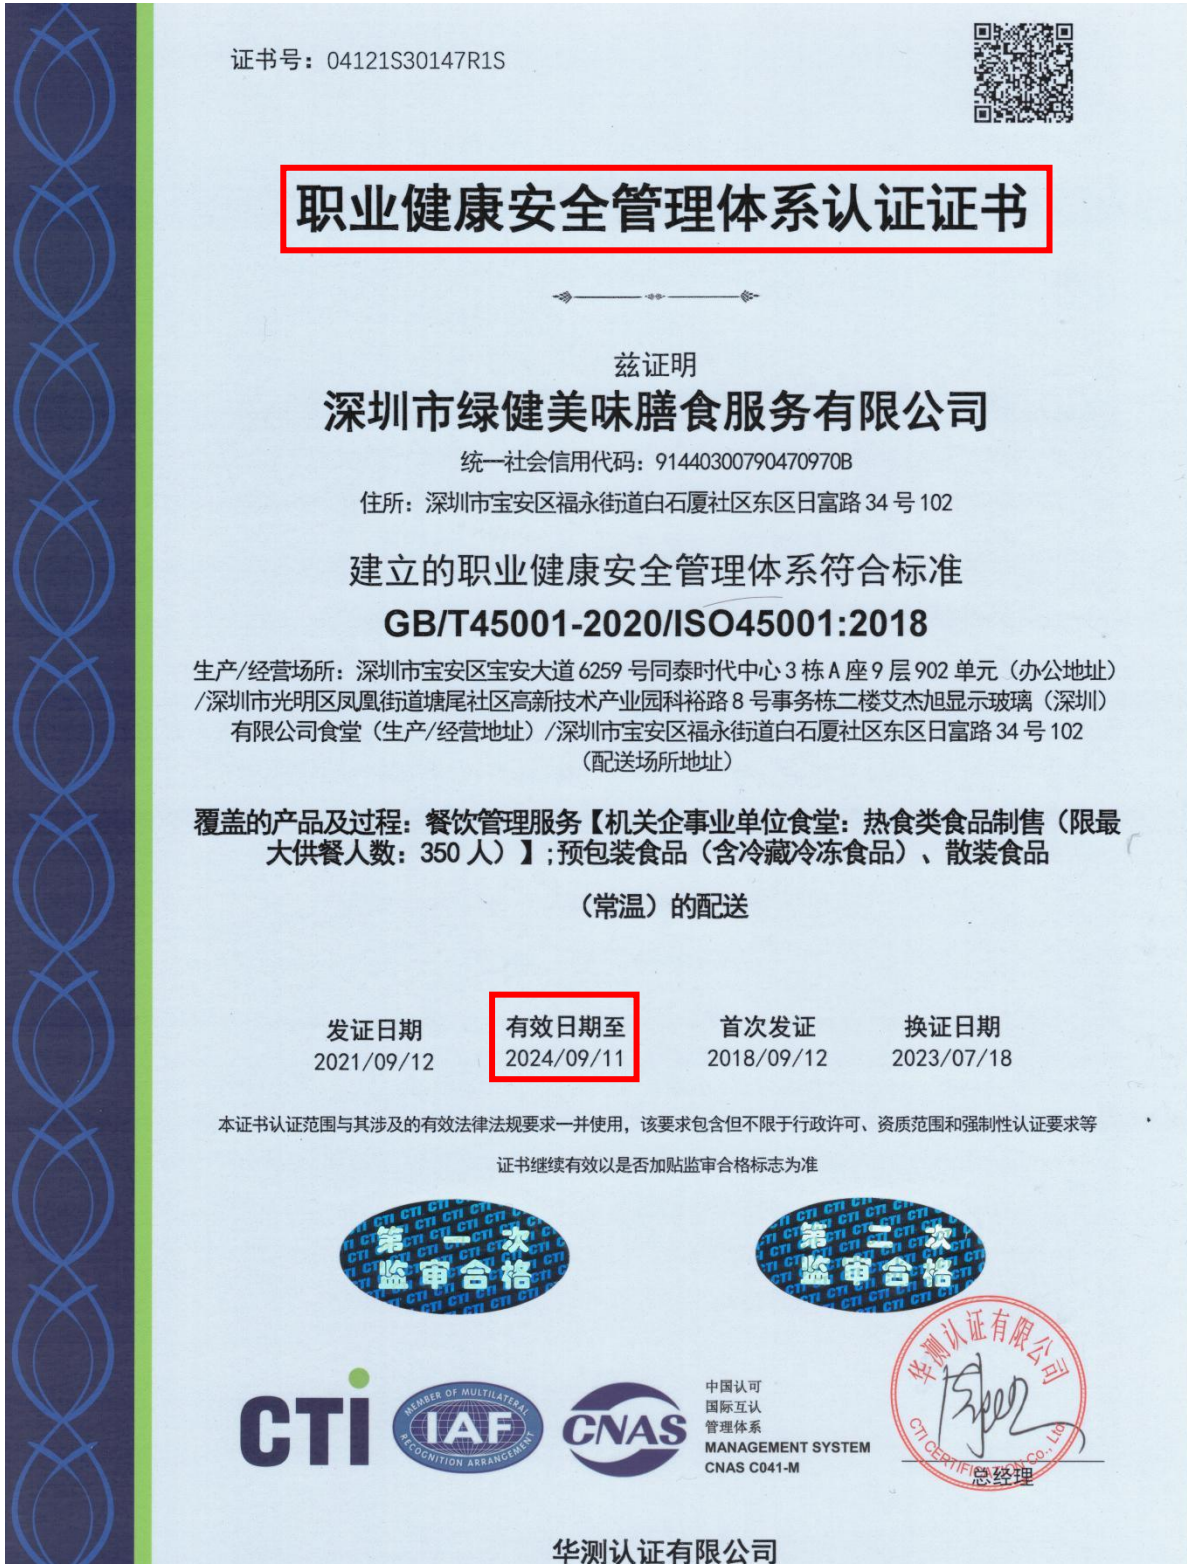 证书号：04121S30147R1S
职业健康安全管理体系认证证书
兹证明
深圳市绿健美味膳食服务有限公司
统一社会信用代码：91440300790470970B
住所：深圳市宝安区福永街道白石厦社区东区日富路 34 号 102
建立的职业健康安全管理体系符合标准
GB/T45001-2020/ISO45001:2018
生产/经营场所：深圳市宝安区宝安大道 6259 号同泰时代中心 3 栋 A 座 9 层 902 单元（办公地址）
/深圳市光明区凤凰街道塘尾社区高新技术产业园科裕路 8 号事务栋二楼艾杰旭显示玻璃（深圳）
有限公司食堂（生产/经营地址）/深圳市宝安区福永街道白石厦社区东区日富路 34 号 102
（配送场所地址）
覆盖的产品及过程：餐饮管理服务【机关企事业单位食堂：热食类食品制售（限最
大供餐人数：350 人）】;预包装食品（含冷藏冷冻食品）、散装食品
（常温）的配送
发证日期 有效日期至 首次发证 换证日期
2021/09/12 2024/09/11 2018/09/12 2023/07/18
本证书认证范围与其涉及的有效法律法规要求一并使用，该要求包含但不限于行政许可、资质范围和强制性认证要求等
证书继续有效以是否加贴监审合格标志为准
第一次
监审合格
第二次
监审合格
CTI
MEMBER OF MULTILATERAL
IAF
RECOGNITION ARRANGEMENT
CNAS
中国认可
国际互认
管理体系
MANAGEMENT SYSTEM
CNAS C041-M
华测认证有限公司
CTI CERTIFICATION Co., Ltd
总经理
华测认证有限公司